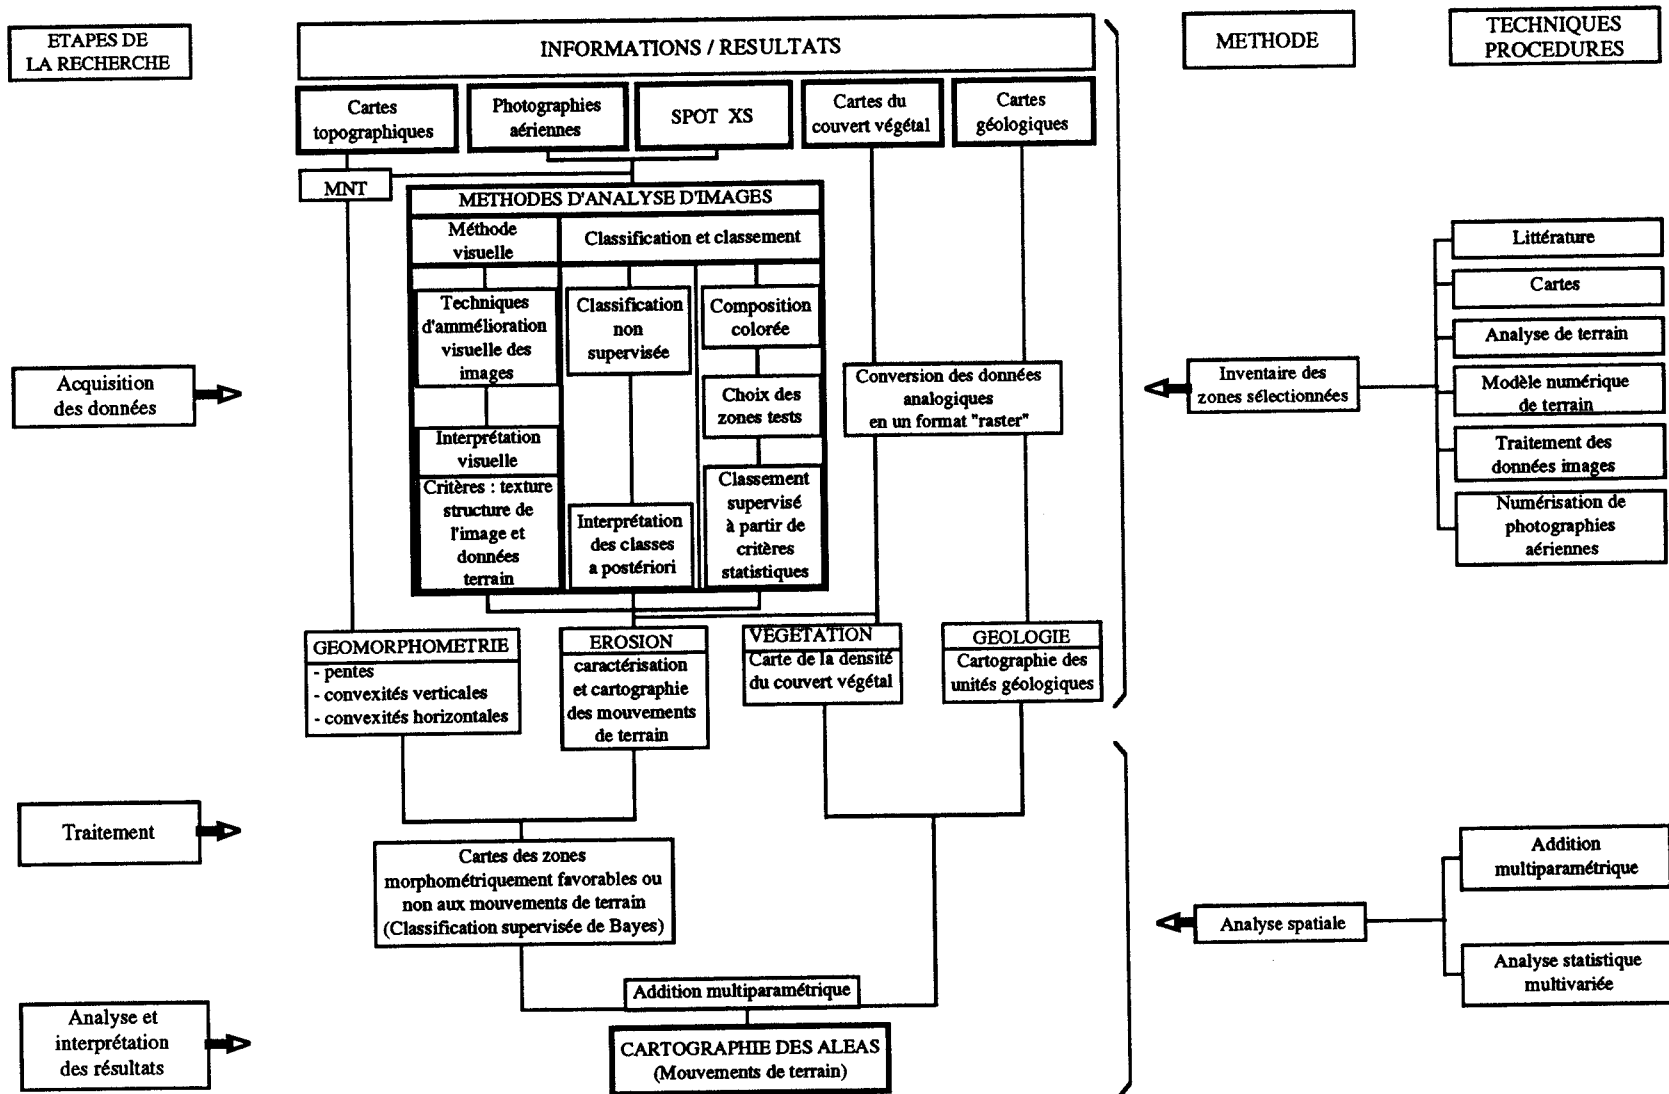 ETAPES DE
LA RECHERCHE
INFORMATIONS / RESULTATS
METHODE
TECHNIQUES
PROCEDURES
Cartes
topographiques
Photographies
aériennes
SPOT XS
Cartes du
couvert végétal
Cartes
géologiques
MNT
METHODES D'ANALYSE D'IMAGES
Méthode
visuelle
Classification et classement
Techniques
d'ammélioration
visuelle des
images
Classification
non
supervisée
Composition
colorée
Choix des
zones tests
Interprétation
visuelle
Critères : texture
structure de
l'image et
données
terrain
Interprétation
des classes
a postériori
Classement
supervisé
à partir de
critères
statistiques
Conversion des données
analogiques
en un format "raster"
Acquisition
des données
Inventaire des
zones sélectionnées
Littérature
Cartes
Analyse de terrain
Modèle numérique
de terrain
Traitement des
données images
Numérisation de
photographies
aériennes
GEOMORPHOMETRIE
- pentes
- convexités verticales
- convexités horizontales
EROSION
caractérisation
et cartographie
des mouvements
de terrain
VEGETATION
Carte de la densité
du couvert végétal
GEOLOGIE
Cartographie des
unités géologiques
Traitement
Cartes des zones
morphométriquement favorables ou
non aux mouvements de terrain
(Classification supervisée de Bayes)
Analyse spatiale
Addition
multiparamétrique
Analyse statistique
multivariée
Addition multiparamétrique
Analyse et
interprétation
des résultats
CARTOGRAPHIE DES ALEAS
(Mouvements de terrain)